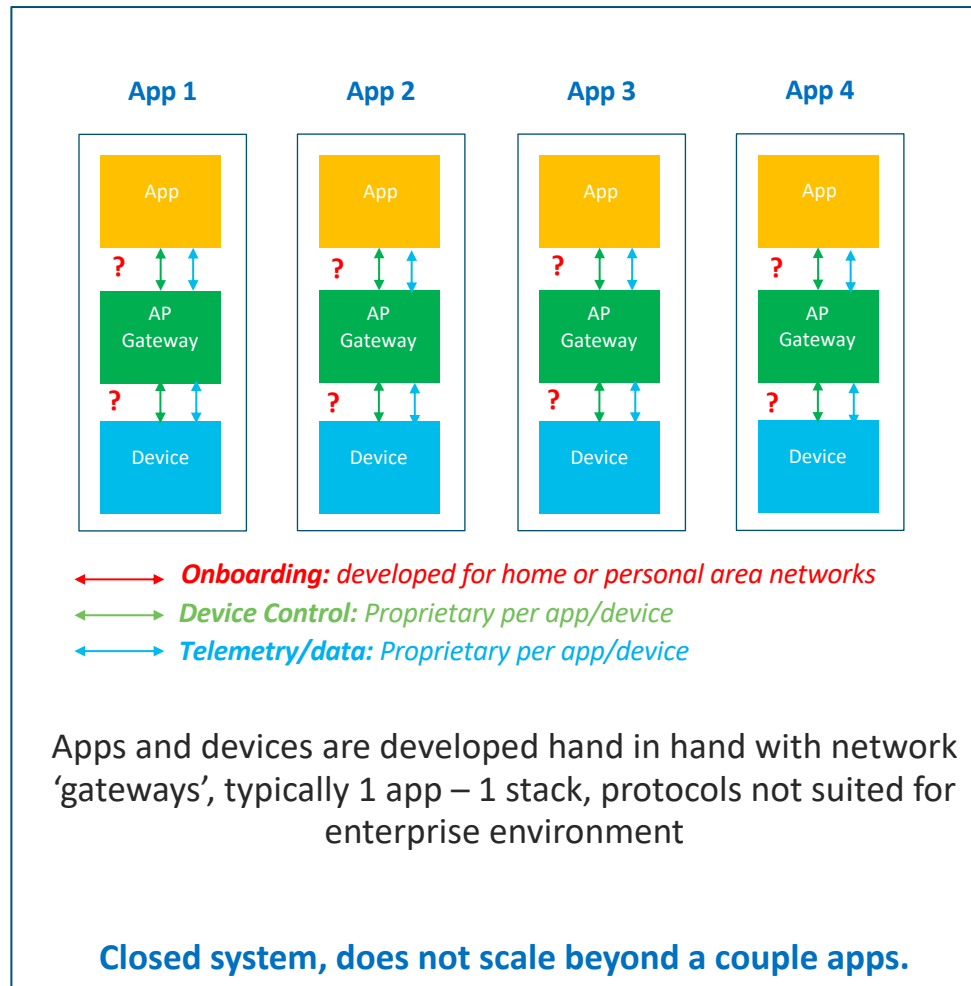 App 1 App 2 App 3 App 4
App App App App
? ? ? ?
AP AP AP AP
Gateway Gateway Gateway Gateway
? ? ? ?
Device Device Device Device
Onboarding: developed for home or personal area networks
Device Control: Proprietary per app/device
Telemetry/data: Proprietary per app/device
Apps and devices are developed hand in hand with network
‘gateways’, typically 1 app – 1 stack, protocols not suited for
enterprise environment
Closed system, does not scale beyond a couple apps.